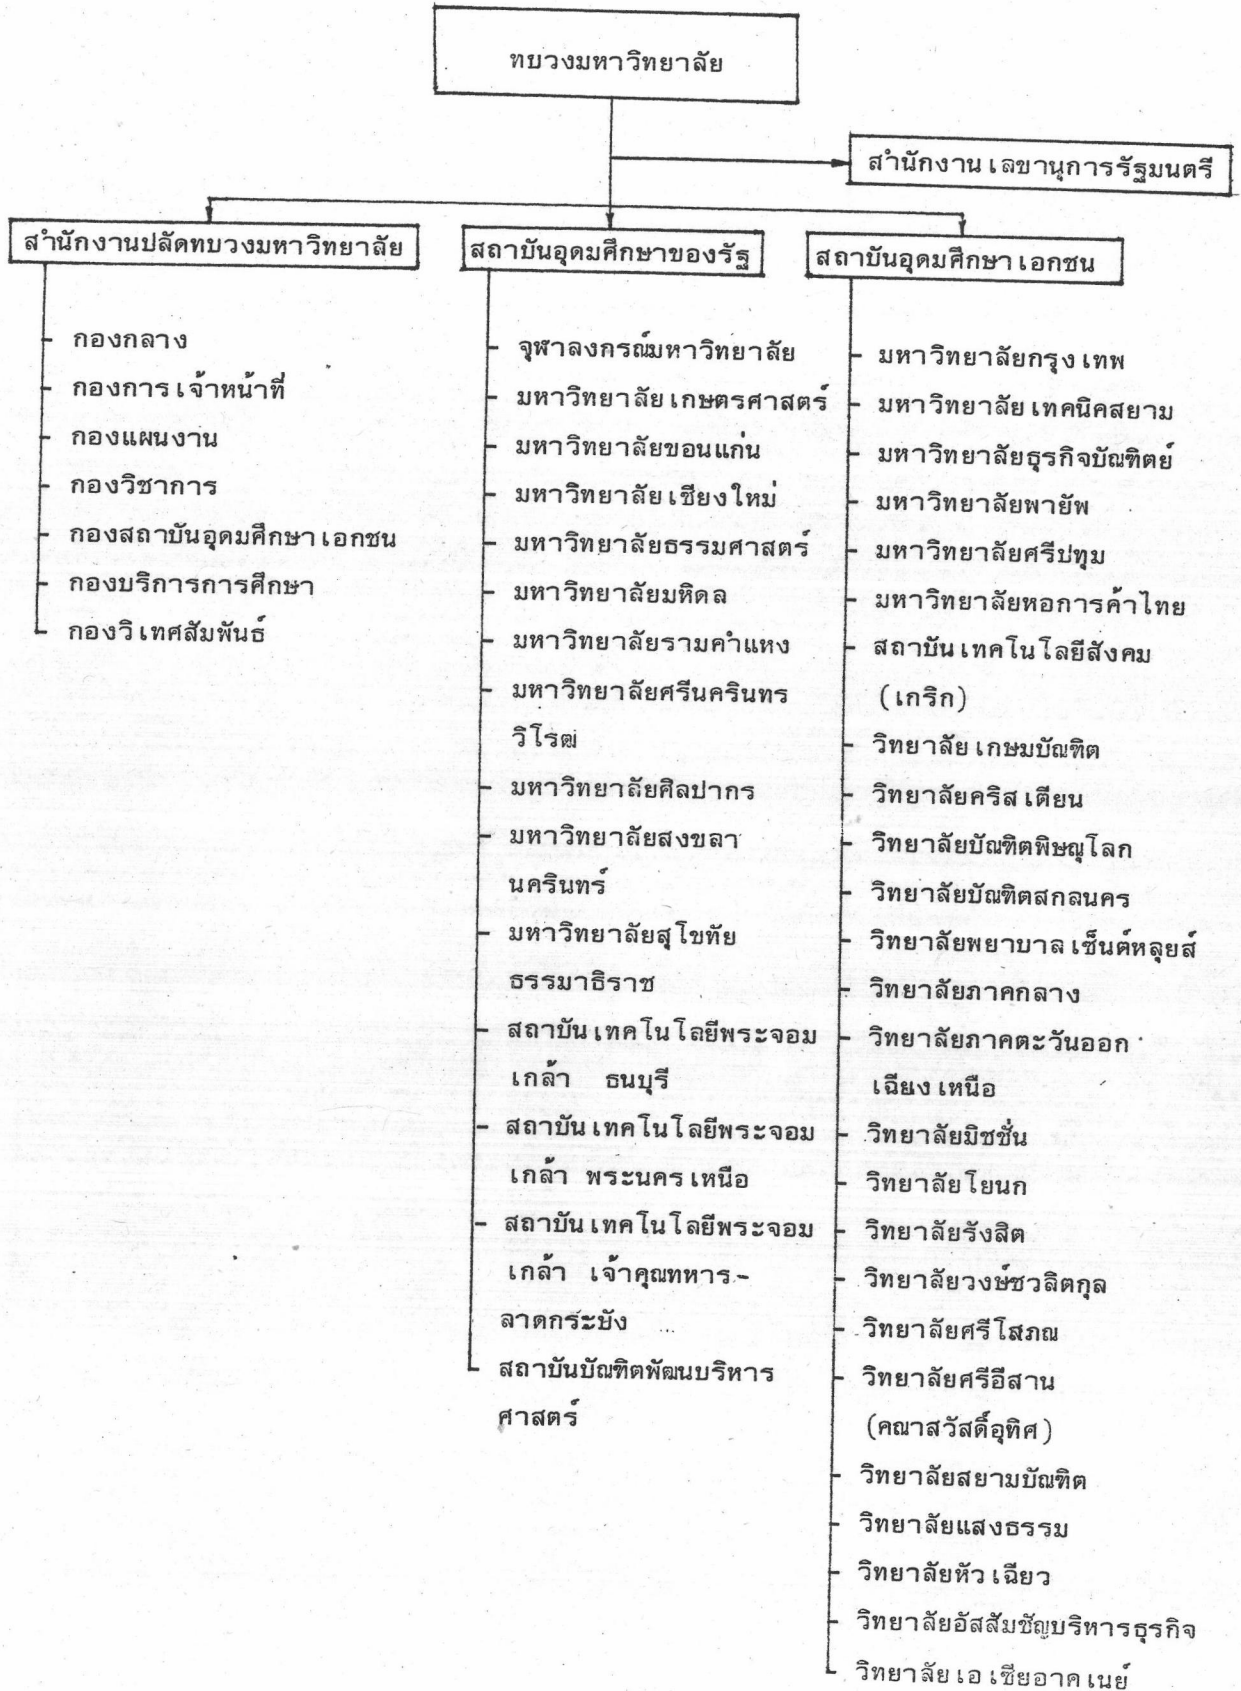 ทบวงมหาวิทยาลัย
สำนักงานเลขานุการรัฐมนตรี
สำนักงานปลัดทบวงมหาวิทยาลัย
กองกลาง
กองการเจ้าหน้าที่
กองแผนงาน
กองวิชาการ
กองสถาบันอุดมศึกษาเอกชน
กองบริการการศึกษา
กองวิเทศสัมพันธ์
สถาบันอุดมศึกษาของรัฐ
จุฬาลงกรณ์มหาวิทยาลัย
มหาวิทยาลัยเกษตรศาสตร์
มหาวิทยาลัยขอนแก่น
มหาวิทยาลัยเชียงใหม่
มหาวิทยาลัยธรรมศาสตร์
มหาวิทยาลัยมหิดล
มหาวิทยาลัยรามคำแหง
มหาวิทยาลัยศรีนครินทร
วิโรฒ
มหาวิทยาลัยศิลปากร
มหาวิทยาลัยสงขลา
นครินทร์
มหาวิทยาลัยสุโขทัย
ธรรมาธิราช
สถาบันเทคโนโลยีพระจอม
เกล้า ธนบุรี
สถาบันเทคโนโลยีพระจอม
เกล้า พระนครเหนือ
สถาบันเทคโนโลยีพระจอม
เกล้า เจ้าคุณทหาร-
ลาดกระบัง
สถาบันบัณฑิตพัฒนบริหาร
ศาสตร์
สถาบันอุดมศึกษาเอกชน
มหาวิทยาลัยกรุงเทพ
มหาวิทยาลัยเทคนิคสยาม
มหาวิทยาลัยธุรกิจบัณฑิตย์
มหาวิทยาลัยพายัพ
มหาวิทยาลัยศรีปทุม
มหาวิทยาลัยหอการค้าไทย
สถาบันเทคโนโลยีสังคม
(เกริก)
วิทยาลัยเกษมบัณฑิต
วิทยาลัยคริสเตียน
วิทยาลัยบัณฑิตพิษณุโลก
วิทยาลัยบัณฑิตสกลนคร
วิทยาลัยพยาบาลเซ็นต์หลุยส์
วิทยาลัยภาคกลาง
วิทยาลัยภาคตะวันออก
เฉียงเหนือ
วิทยาลัยมิชชั่น
วิทยาลัยโยนก
วิทยาลัยรังสิต
วิทยาลัยวงษ์ชวลิตกุล
วิทยาลัยศรีโสภณ
วิทยาลัยศรีอีสาน
(คณาสวัสดิ์อุทิศ)
วิทยาลัยสยามบัณฑิต
วิทยาลัยแสงธรรม
วิทยาลัยหัวเฉียว
วิทยาลัยอัสสัมชัญบริหารธุรกิจ
วิทยาลัยเอเซียอาคเนย์